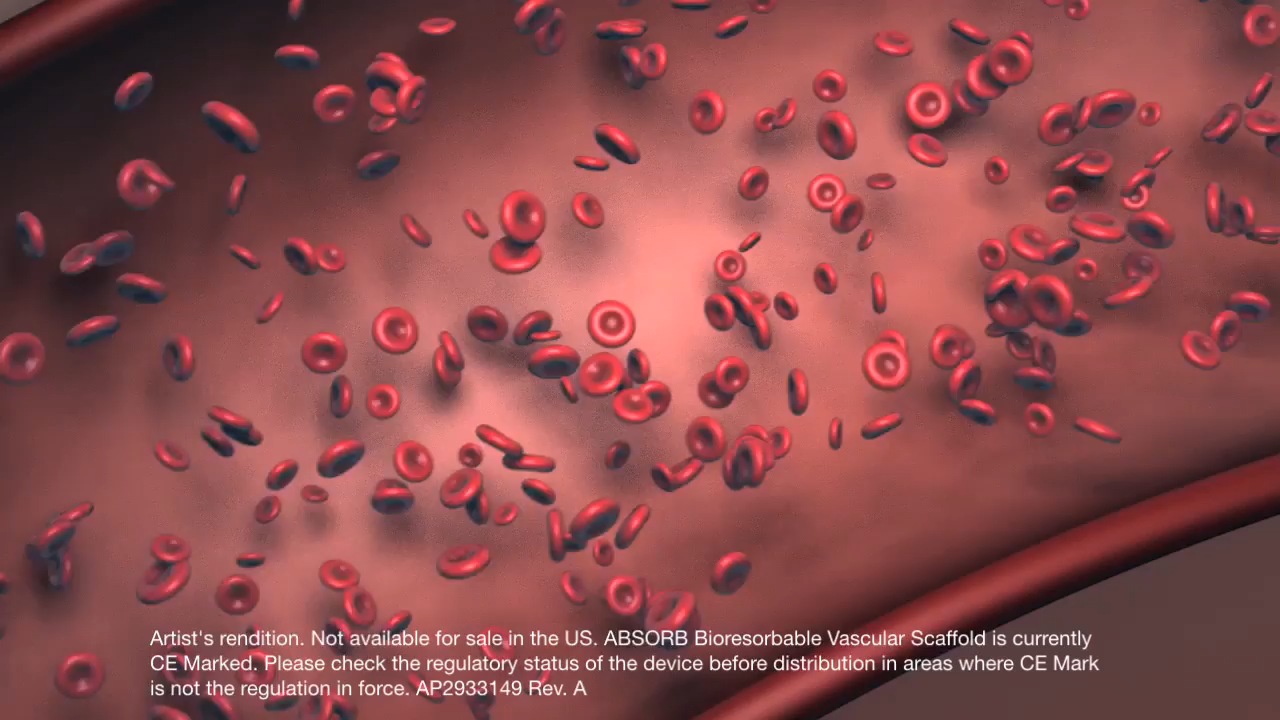 Artist's rendition. Not available for sale in the US. ABSORB Bioresorbable Vascular Scaffold is currently
CE Marked. Please check the regulatory status of the device before distribution in areas where CE Mark
is not the regulation in force. AP2933149 Rev. A